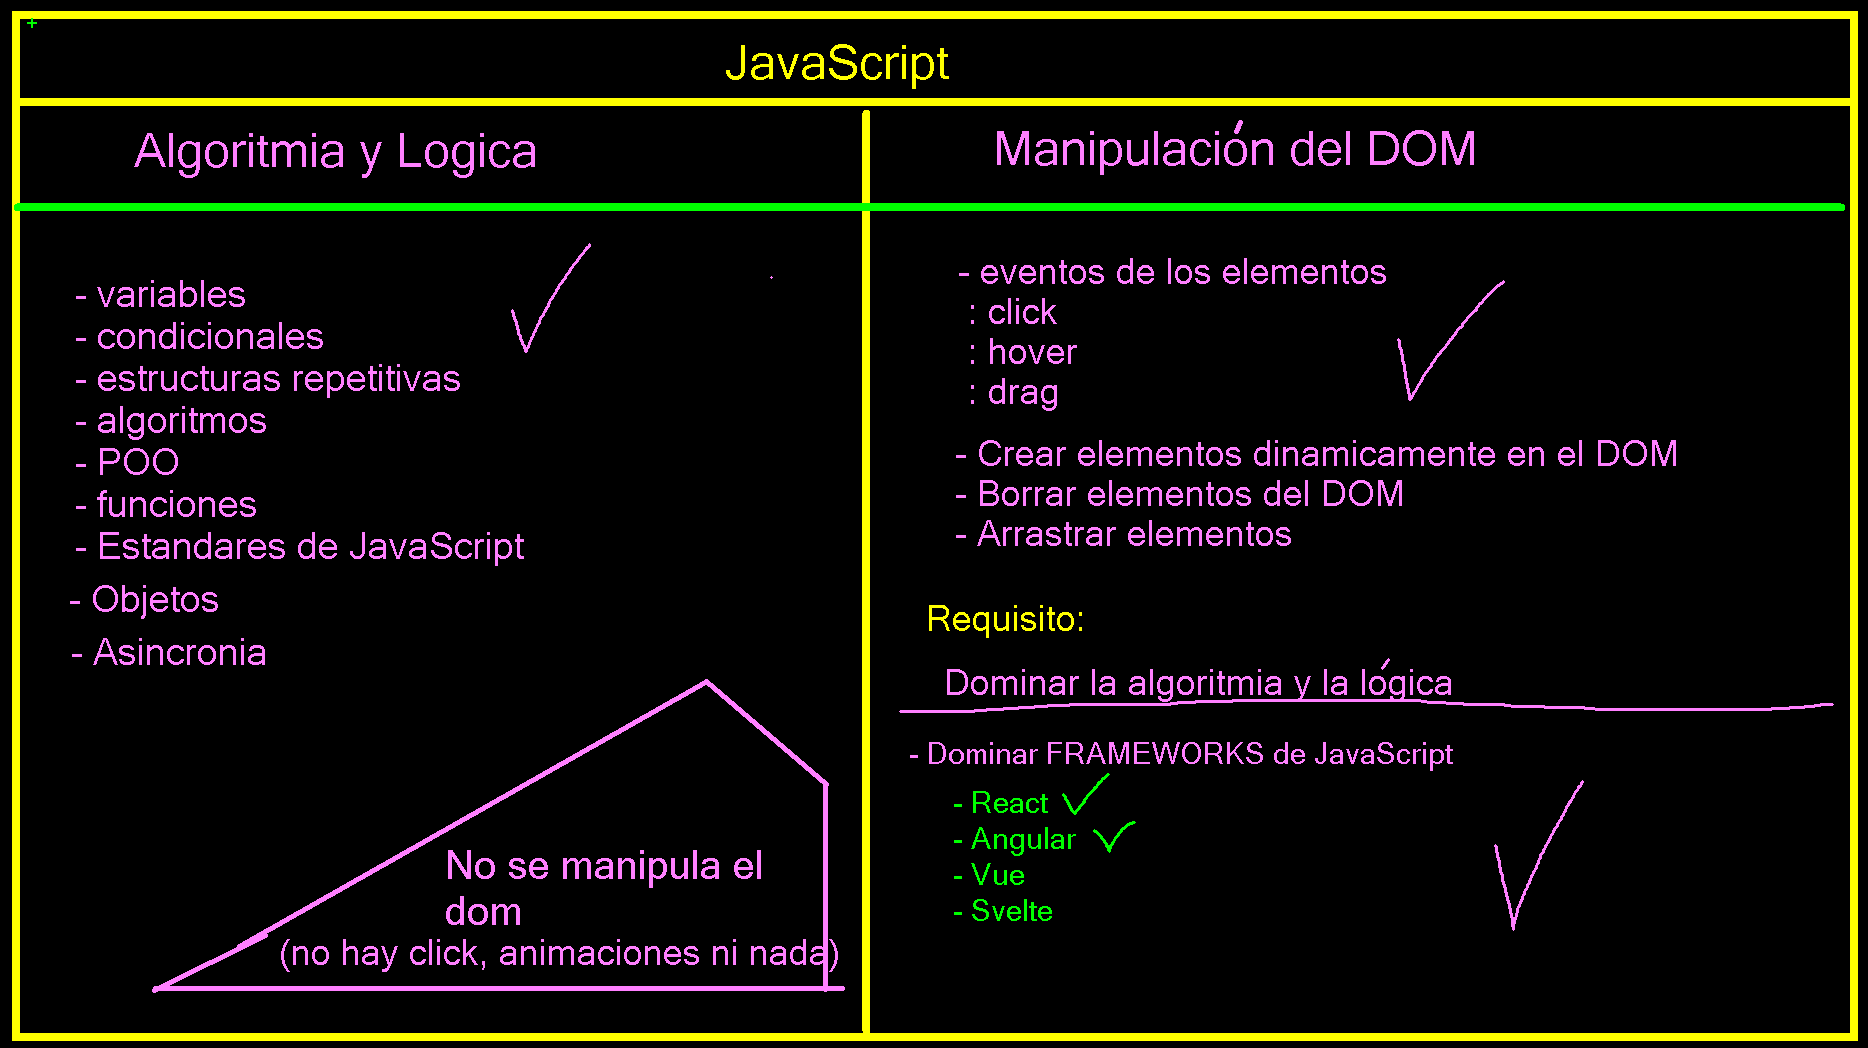 JavaScript
Algoritmia y Logica
- variables
- condicionales
- estructuras repetitivas
- algoritmos
- POO
- funciones
- Estandares de JavaScript
- Objetos
- Asincronia
No se manipula el
dom
(no hay click, animaciones ni nada)
Manipulación del DOM
- eventos de los elementos
: click
: hover
: drag
- Crear elementos dinamicamente en el DOM
- Borrar elementos del DOM
- Arrastrar elementos
Requisito:
Dominar la algoritmia y la lógica
- Dominar FRAMEWORKS de JavaScript
- React
- Angular
- Vue
- Svelte